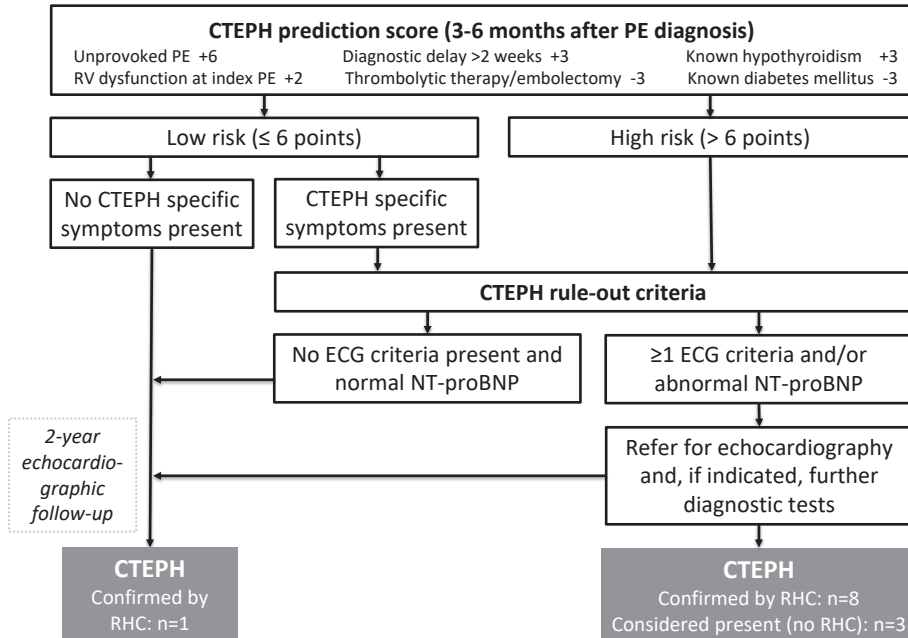 CTEPH prediction score (3-6 months after PE diagnosis)
Unprovoked PE +6 Diagnostic delay >2 weeks +3 Known hypothyroidism +3
RV dysfunction at index PE +2 Thrombolytic therapy/embolectomy -3 Known diabetes mellitus -3
Low risk (≤ 6 points)
High risk (> 6 points)
No CTEPH specific
symptoms present
CTEPH specific
symptoms present
CTEPH rule-out criteria
No ECG criteria present and
normal NT-proBNP
≥1 ECG criteria and/or
abnormal NT-proBNP
2-year
echocardio-
graphic
follow-up
Refer for echocardiography
and, if indicated, further
diagnostic tests
CTEPH
Confirmed by
RHC: n=1
CTEPH
Confirmed by RHC: n=8
Considered present (no RHC): n=3